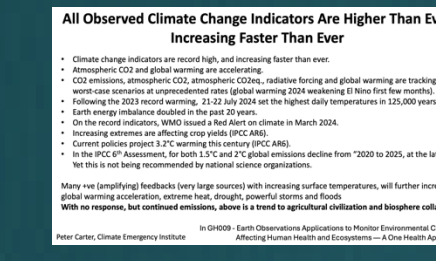 All Observed Climate Change Indicators Are Higher Than Ev
Increasing Faster Than Ever
• Climate change indicators are record high, and increasing faster than ever.
• Atmospheric CO2 and global warming are accelerating.
• CO2 emissions, atmospheric CO2, atmospheric CO2eq., radiative forcing and global warming are tracking
worst-case scenarios at unprecedented rates (global warming 2024 weakening El Nino first few months).
• Following the 2023 record warming, 21-22 July 2024 set the highest daily temperatures in 125,000 years
• Earth energy imbalance doubled in the past 20 years.
• On the record indicators, WMO issued a Red Alert on climate in March 2024.
• Increasing extremes are affecting crop yields (IPCC AR6).
• Current policies project 3.2°C warming this century (IPCC AR6).
• In the IPCC 6th Assessment, for both 1.5°C and 2°C global emissions decline from "2020 to 2025, at the lat
Yet this is not being recommended by national science organizations.
Many +ve (amplifying) feedbacks (very large sources) with increasing surface temperatures, will further incre
global warming acceleration, extreme heat, drought, powerful storms and floods
With no response, but continued emissions, above is a trend to agricultural civilization and biosphere colla
In GH009 - Earth Observations Applications to Monitor Environmental C
Peter Carter, Climate Emergency Institute
Affecting Human Health and Ecosystems — A One Health Ap